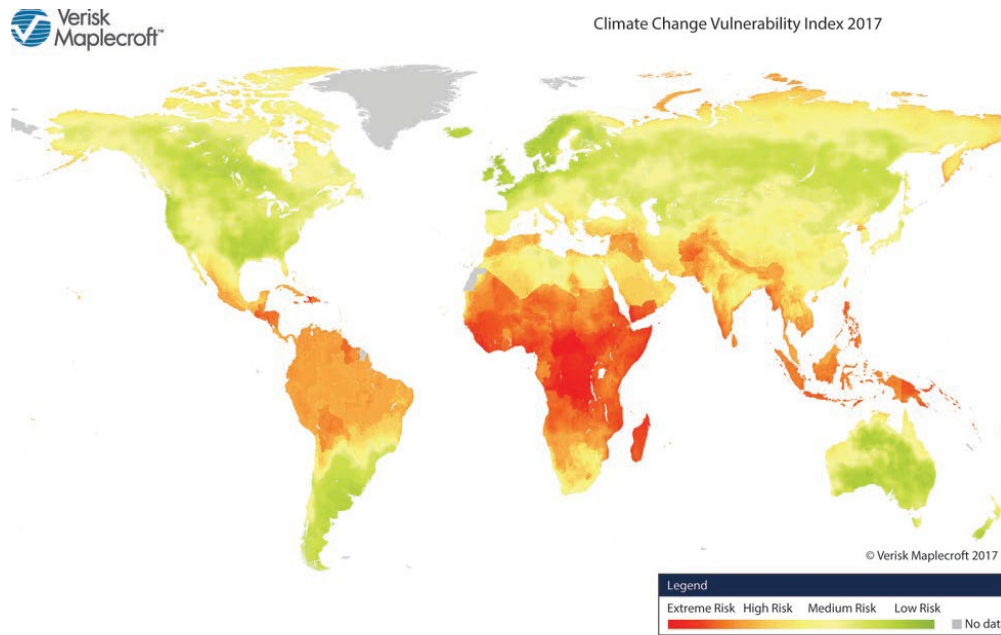 Verisk
Maplecroft™
Climate Change Vulnerability Index 2017
© Verisk Maplecroft 2017
Legend
Extreme Risk High Risk Medium Risk Low Risk
No dat